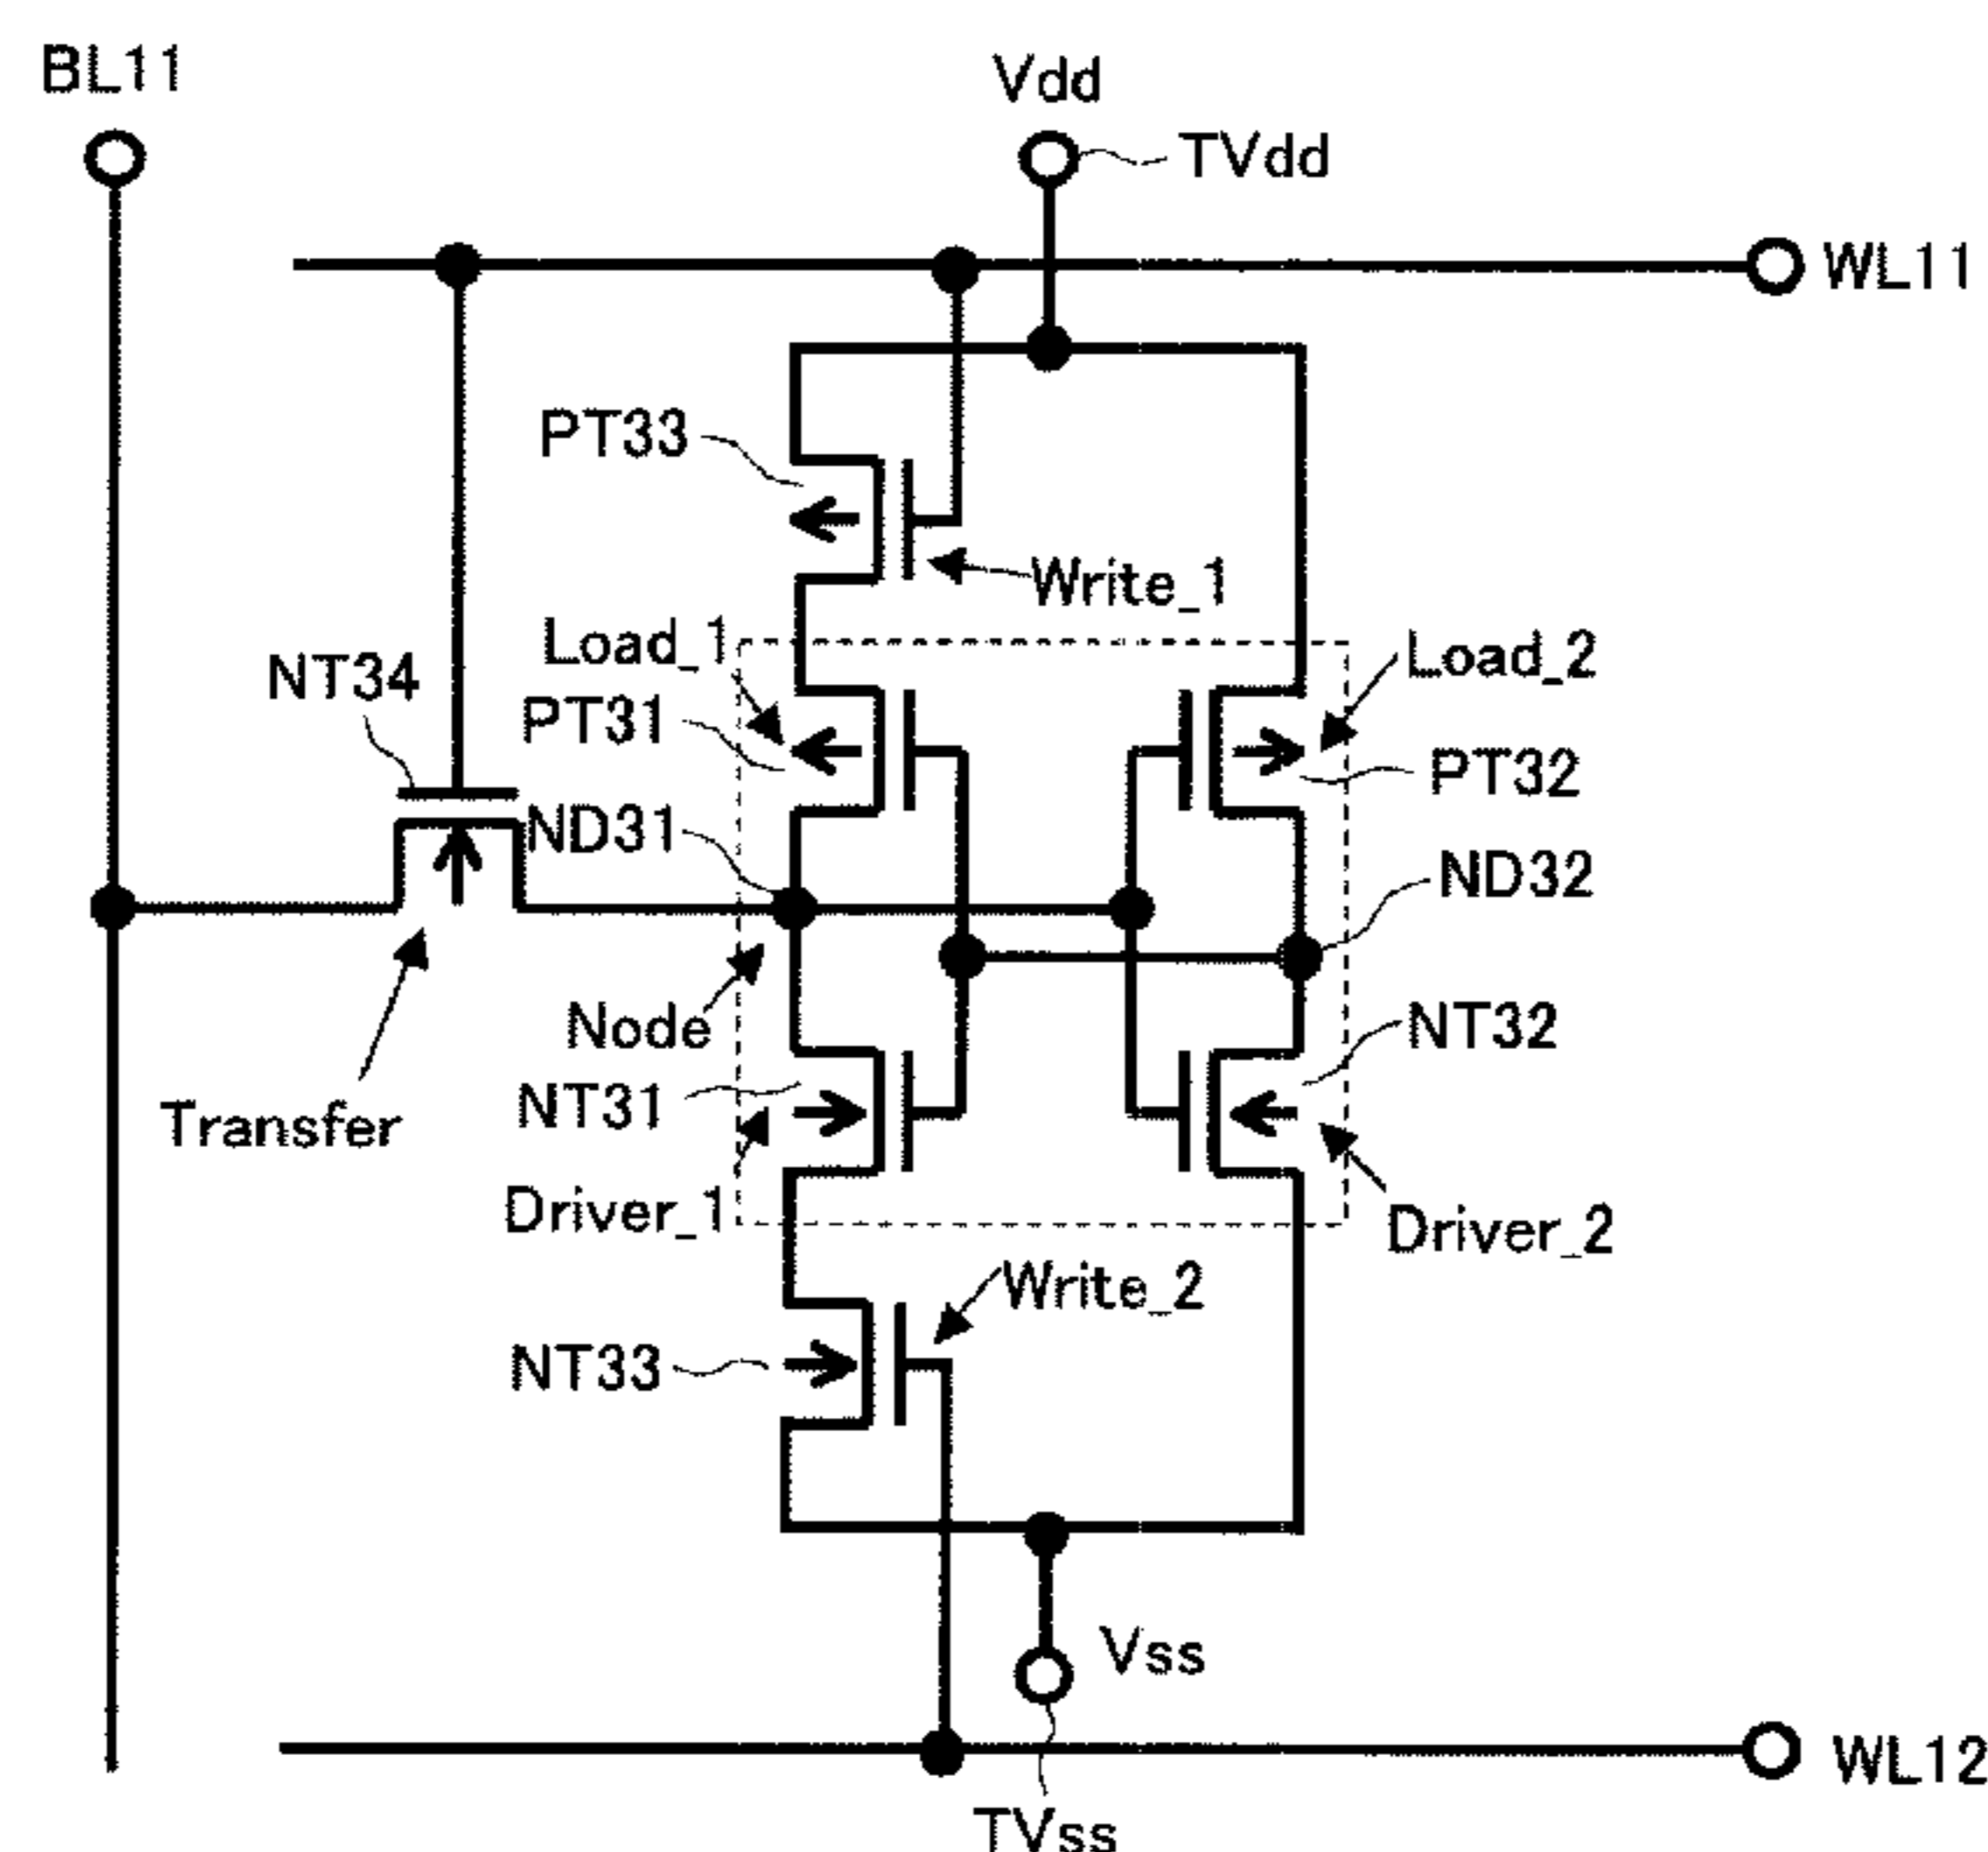 BL11
Vdd
TVdd
WL11
PT33
Write_1
Load_1
Load_2
NT34
PT31
PT32
ND31
ND32
Node
NT32
NT31
Transfer
Driver_1
Driver_2
Write_2
NT33
Vss
WL12
TVss